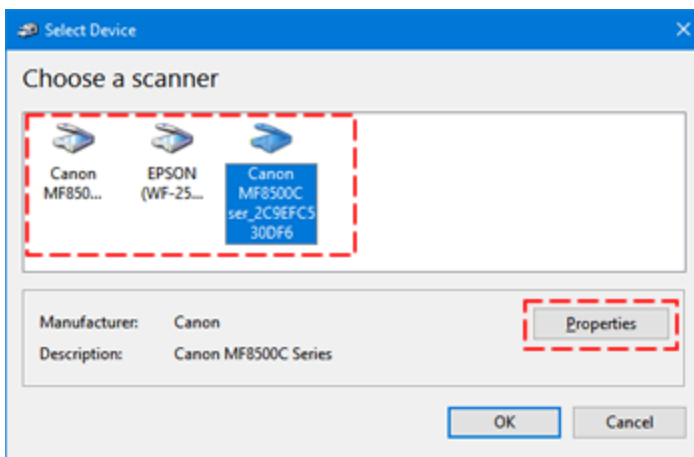 Select Device
Choose a scanner
Canon
MF850...
EPSON
(WF-25...
Canon
MF8500C
ser_2C9EFC5
30DF6
Manufacturer: Canon
Properties
Description: Canon MF8500C Series
OK Cancel